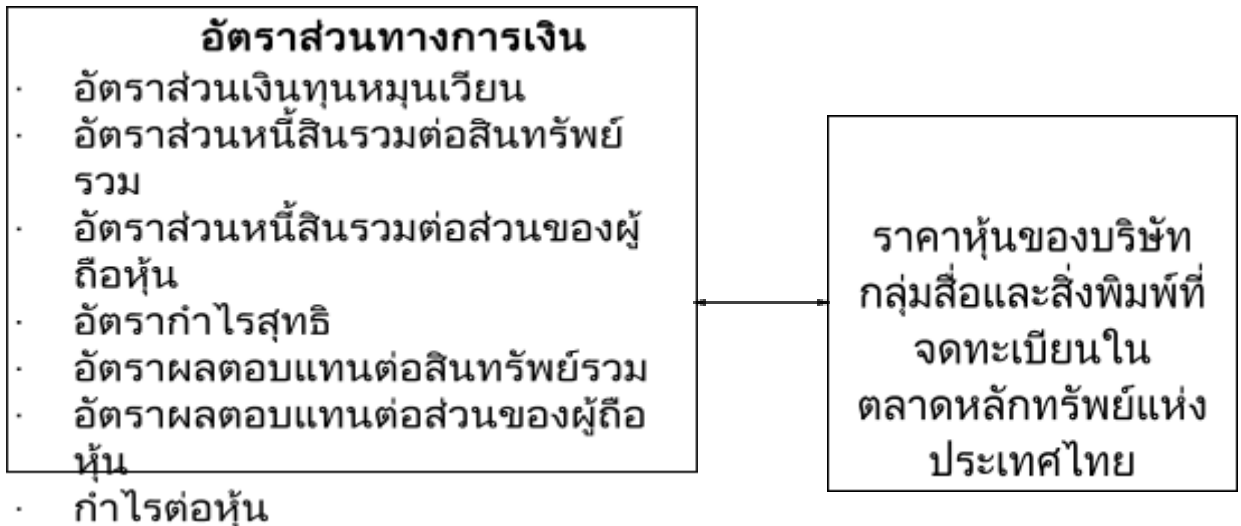 อัตราส่วนทางการเงิน
· อัตราส่วนเงินทุนหมุนเวียน
· อัตราส่วนหนี้สินรวมต่อสินทรัพย์
รวม
· อัตราส่วนหนี้สินรวมต่อส่วนของผู้
ถือหุ้น
· อัตรากำไรสุทธิ
· อัตราผลตอบแทนต่อสินทรัพย์รวม
· อัตราผลตอบแทนต่อส่วนของผู้ถือ
หุ้น
· กำไรต่อหุ้น
ราคาหุ้นของบริษัท
กลุ่มสื่อและสิ่งพิมพ์ที่
จดทะเบียนใน
ตลาดหลักทรัพย์แห่ง
ประเทศไทย